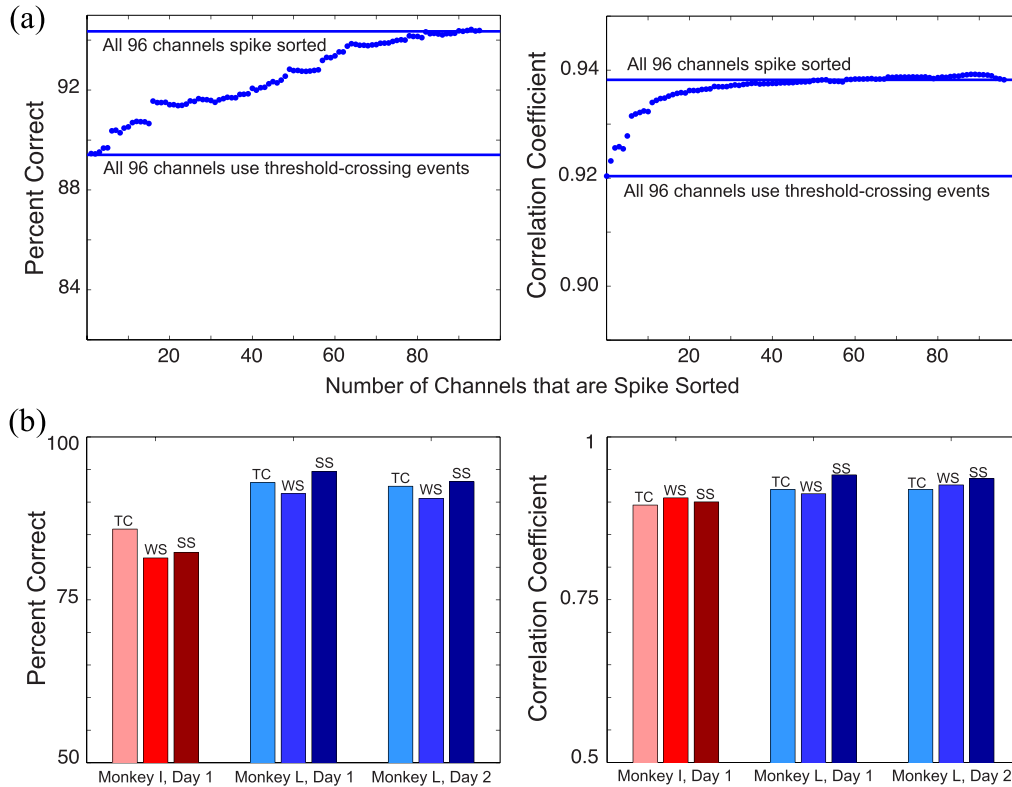 (a)
Percent Correct
92
88
84
All 96 channels spike sorted
All 96 channels use threshold-crossing events
20 40 60 80
Correlation Coefficient
0.94
0.92
0.90
All 96 channels spike sorted
All 96 channels use threshold-crossing events
20 40 60 80
Number of Channels that are Spike Sorted
(b)
Percent Correct
100
75
50
TC WS SS
TC WS SS
TC WS SS
Monkey I, Day 1 Monkey L, Day 1 Monkey L, Day 2
Correlation Coefficient
1
0.75
0.5
TC WS SS
TC WS SS
TC WS SS
Monkey I, Day 1 Monkey L, Day 1 Monkey L, Day 2